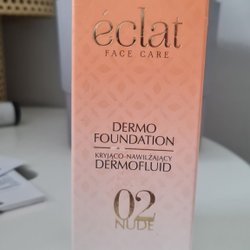 éclat
FACE CARE
DERMO
FOUNDATION
KRYJĄCO-NAWILŻAJĄCY
DERMOFLUID
02
NUDE